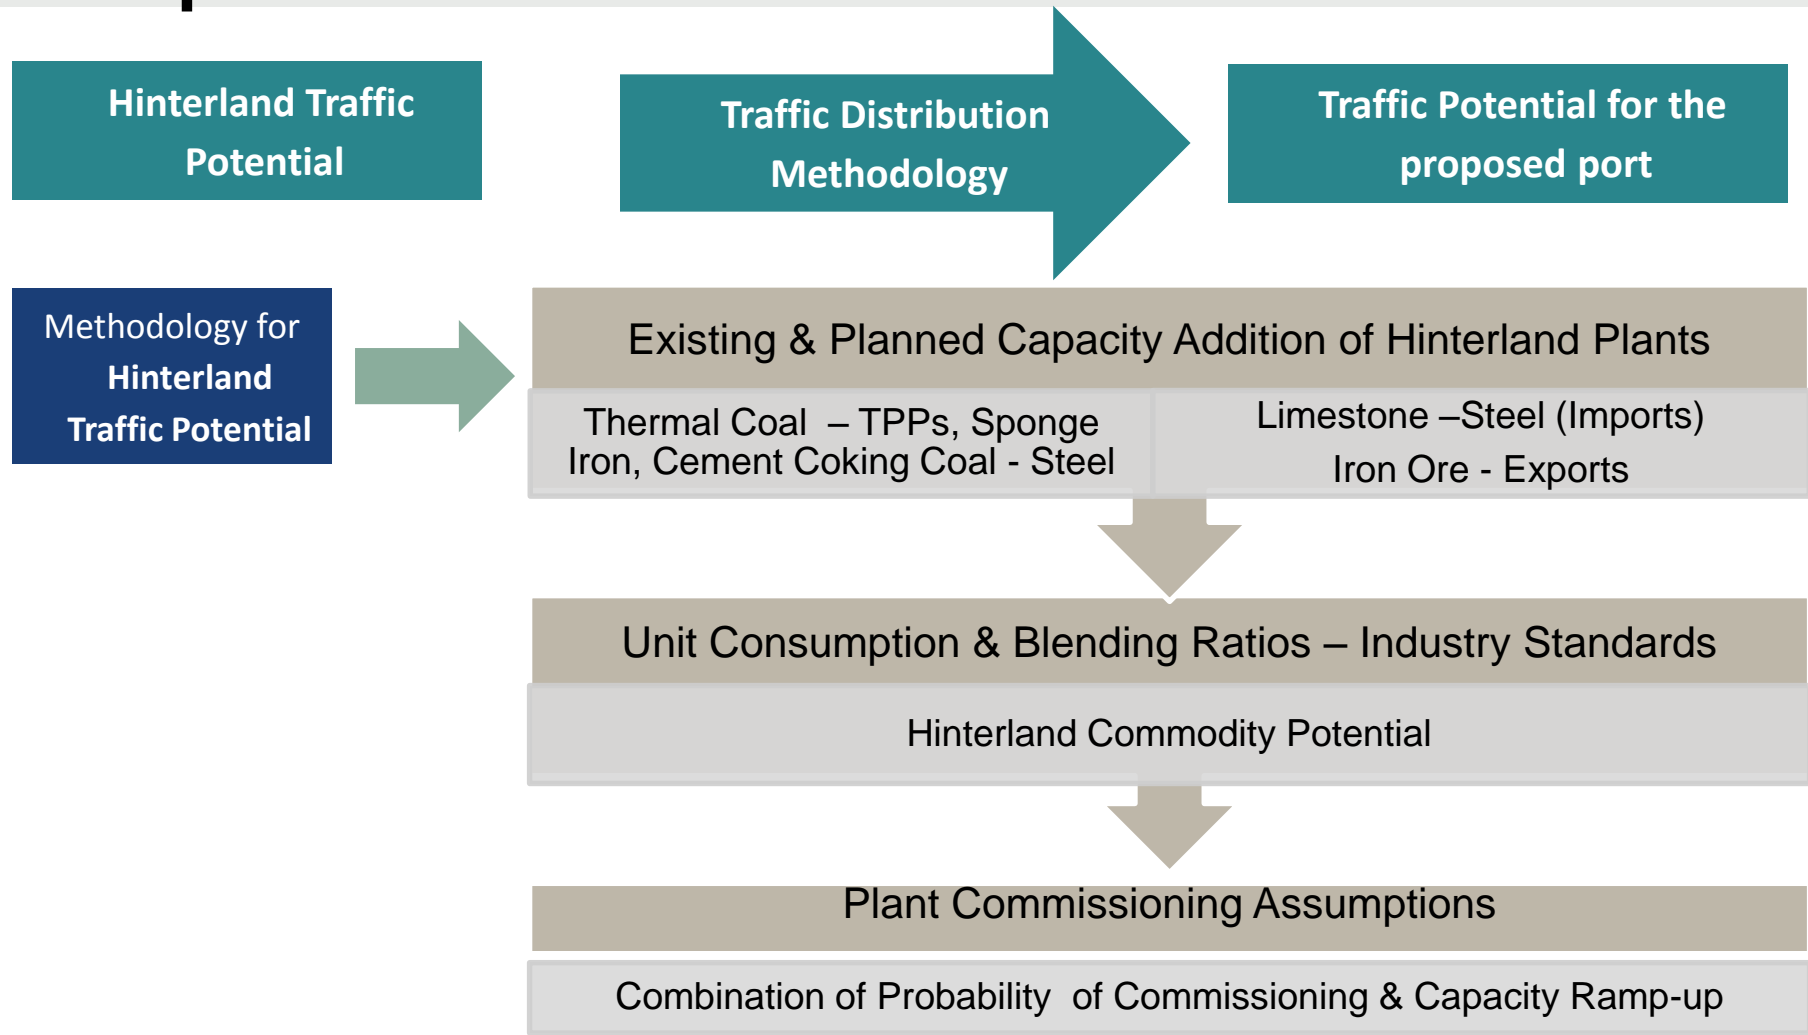 Hinterland Traffic
Potential
Traffic Distribution
Methodology
Traffic Potential for the
proposed port
Methodology for
Hinterland
Traffic Potential
Existing & Planned Capacity Addition of Hinterland Plants
Thermal Coal – TPPs, Sponge
Iron, Cement Coking Coal - Steel
Limestone –Steel (Imports)
Iron Ore - Exports
Unit Consumption & Blending Ratios – Industry Standards
Hinterland Commodity Potential
Plant Commissioning Assumptions
Combination of Probability of Commissioning & Capacity Ramp-up